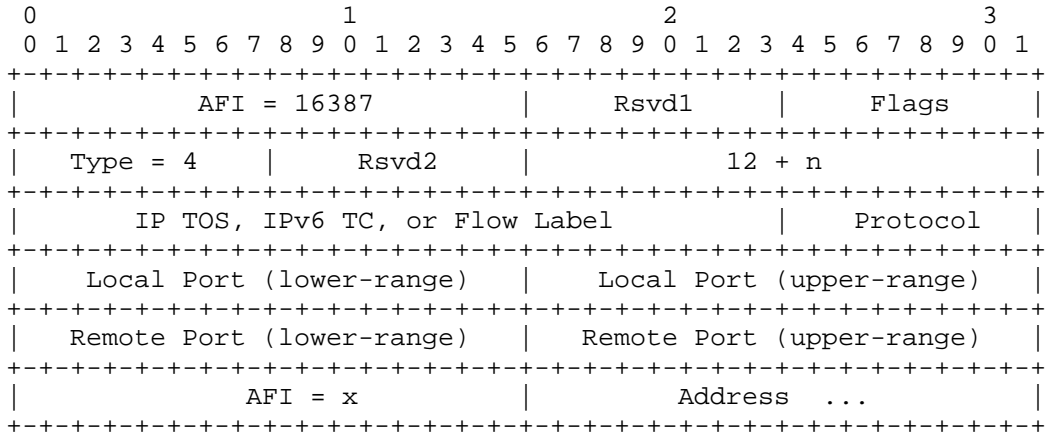 0                   1                   2                   3
 0 1 2 3 4 5 6 7 8 9 0 1 2 3 4 5 6 7 8 9 0 1 2 3 4 5 6 7 8 9 0 1
+-+-+-+-+-+-+-+-+-+-+-+-+-+-+-+-+-+-+-+-+-+-+-+-+-+-+-+-+-+-+-+-+
|           AFI = 16387           |     Rsvd1     |     Flags     |
+-+-+-+-+-+-+-+-+-+-+-+-+-+-+-+-+-+-+-+-+-+-+-+-+-+-+-+-+-+-+-+-+
|   Type = 4    |     Rsvd2     |            12 + n             |
+-+-+-+-+-+-+-+-+-+-+-+-+-+-+-+-+-+-+-+-+-+-+-+-+-+-+-+-+-+-+-+-+
|       IP TOS, IPv6 TC, or Flow Label          |    Protocol   |
+-+-+-+-+-+-+-+-+-+-+-+-+-+-+-+-+-+-+-+-+-+-+-+-+-+-+-+-+-+-+-+-+
|    Local Port (lower-range)   |    Local Port (upper-range)   |
+-+-+-+-+-+-+-+-+-+-+-+-+-+-+-+-+-+-+-+-+-+-+-+-+-+-+-+-+-+-+-+-+
|   Remote Port (lower-range)   |   Remote Port (upper-range)   |
+-+-+-+-+-+-+-+-+-+-+-+-+-+-+-+-+-+-+-+-+-+-+-+-+-+-+-+-+-+-+-+-+
|              AFI = x          |         Address  ...          |
+-+-+-+-+-+-+-+-+-+-+-+-+-+-+-+-+-+-+-+-+-+-+-+-+-+-+-+-+-+-+-+-+